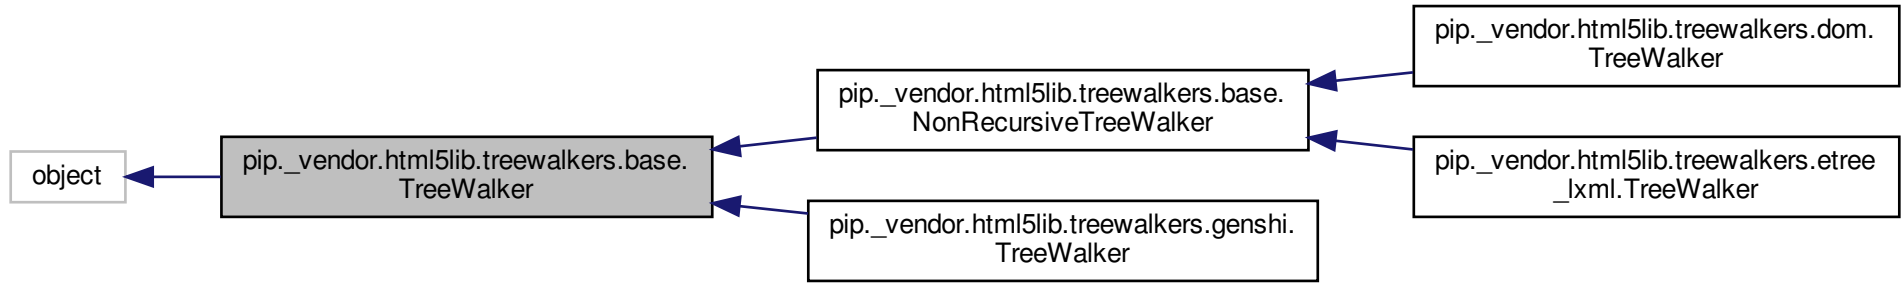 object
pip._vendor.html5lib.treewalkers.base.
TreeWalker
pip._vendor.html5lib.treewalkers.base.
NonRecursiveTreeWalker
pip._vendor.html5lib.treewalkers.genshi.
TreeWalker
pip._vendor.html5lib.treewalkers.dom.
TreeWalker
pip._vendor.html5lib.treewalkers.etree
_lxml.TreeWalker